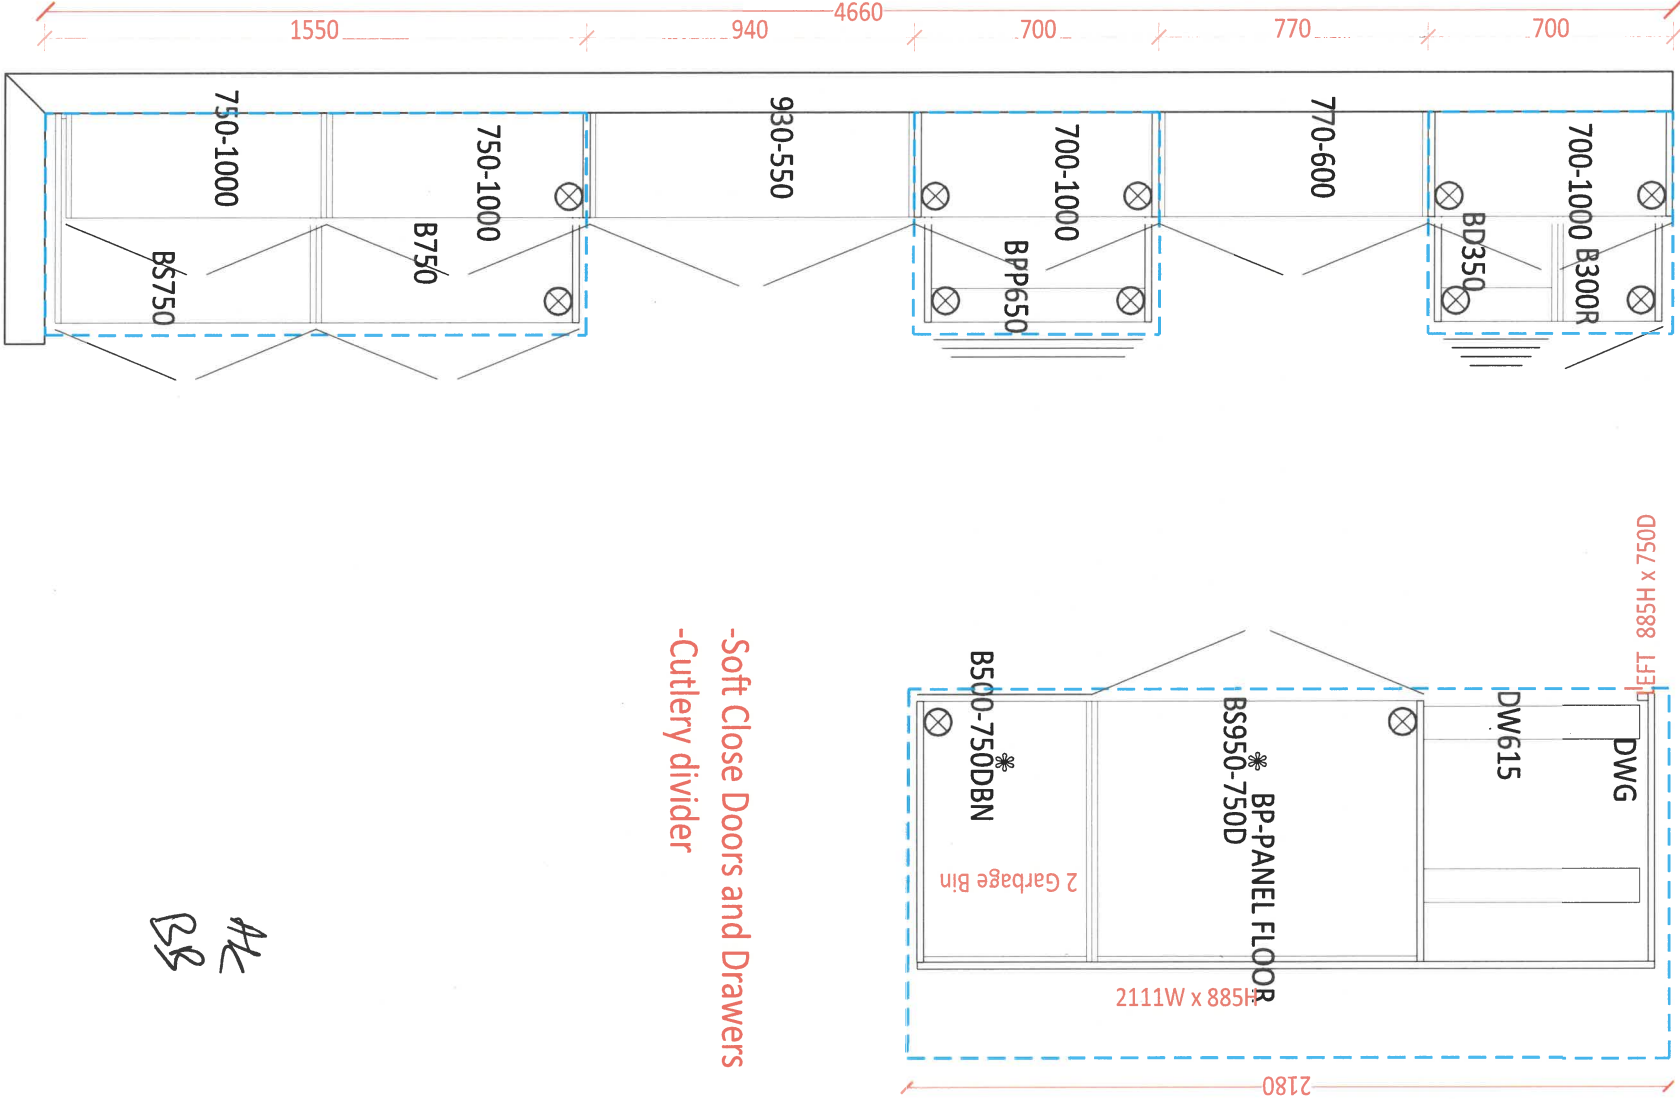 4660
1550
940
700
770
700
750-1000
750-1000
930-550
700-1000
770-600
700-1000
BS750
B750
BPP650
BD350
B300R
LEFT 885H x 750D
B500-750DBN
BS950-750D
BP-PANEL FLOOR
DW615
DWG
2 Garbage Bin
2111W x 885H
2180
-Soft Close Doors and Drawers
-Cutlery divider